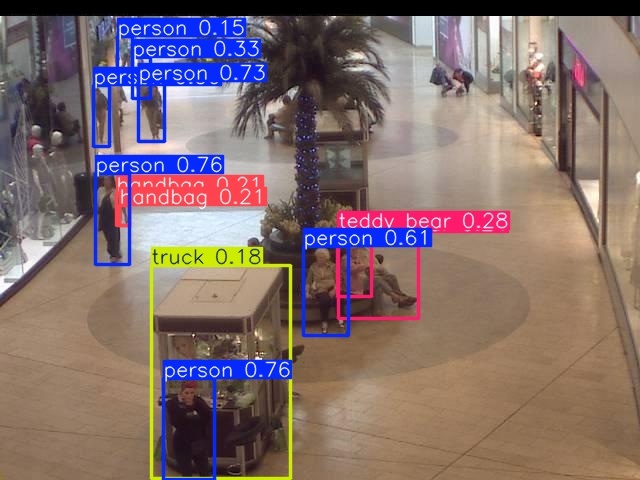 person 0.15
person 0.33
person 0.73
person 0.76
handbag 0.21
handbag 0.21
teddy bear 0.28
person 0.61
truck 0.18
person 0.76